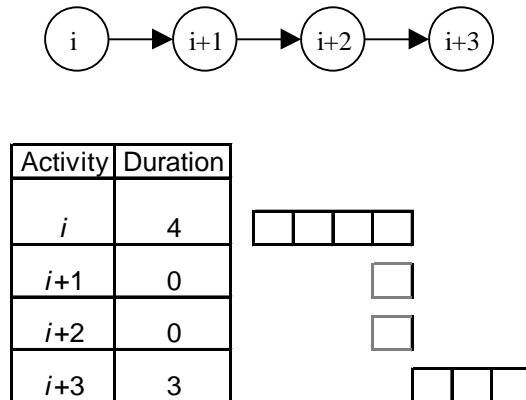 i i+1 i+2 i+3
Activity Duration
i 4
i+1 0
i+2 0
i+3 3